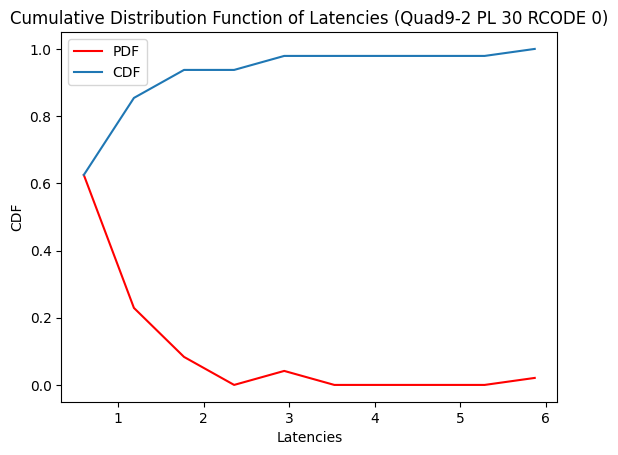 Cumulative Distribution Function of Latencies (Quad9-2 PL 30 RCODE 0)
PDF
CDF
1.0
0.8
0.6
0.4
0.2
0.0
CDF
1 2 3 4 5 6
Latencies